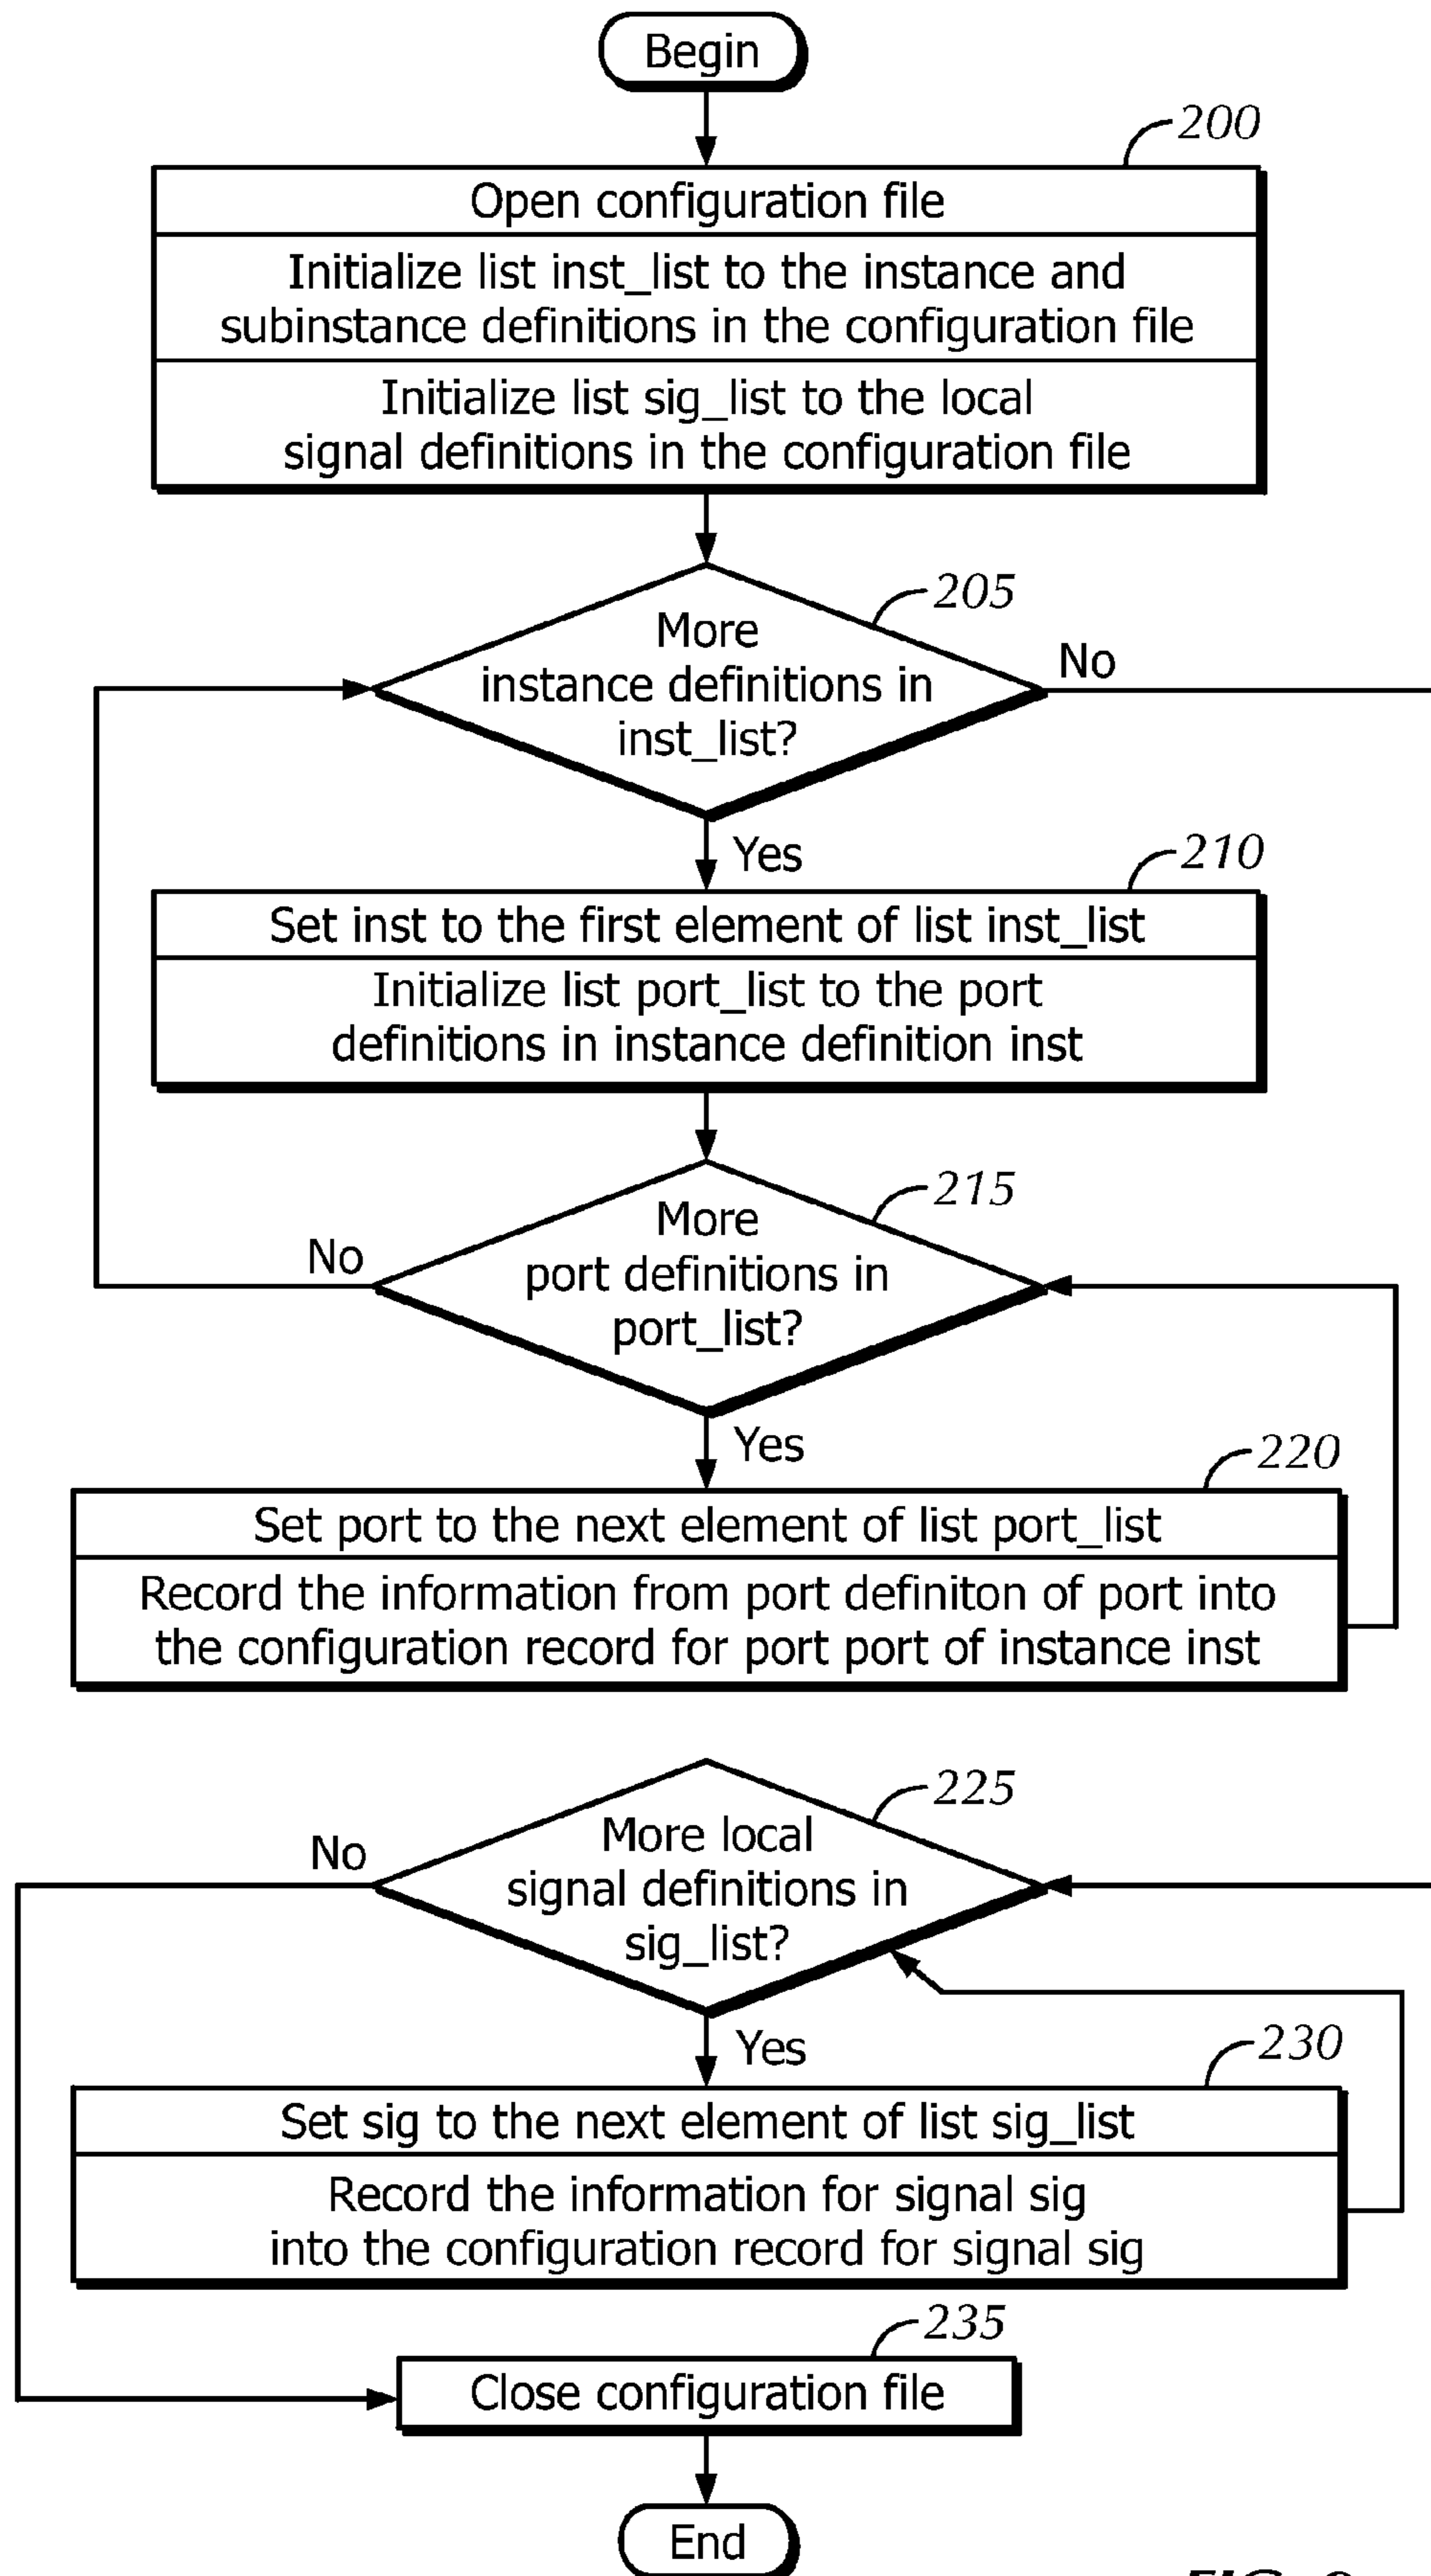 Begin
200
Open configuration file
Initialize list inst_list to the instance and
subinstance definitions in the configuration file
Initialize list sig_list to the local
signal definitions in the configuration file
205
More
instance definitions in
inst_list?
No
Yes
210
Set inst to the first element of list inst_list
Initialize list port_list to the port
definitions in instance definition inst
215
More
port definitions in
port_list?
No
Yes
220
Set port to the next element of list port_list
Record the information from port definiton of port into
the configuration record for port port of instance inst
225
More local
signal definitions in
sig_list?
No
Yes
230
Set sig to the next element of list sig_list
Record the information for signal sig
into the configuration record for signal sig
235
Close configuration file
End